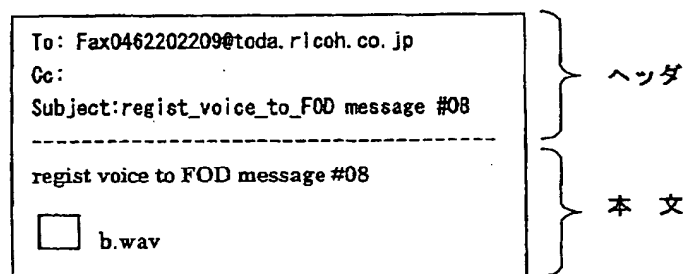 To: Fax0462202209@toda.ricoh.co.jp
Cc:
Subject:regist_voice_to_FOD message #08
ヘッダ
regist voice to FOD message #08
b.wav
本 文